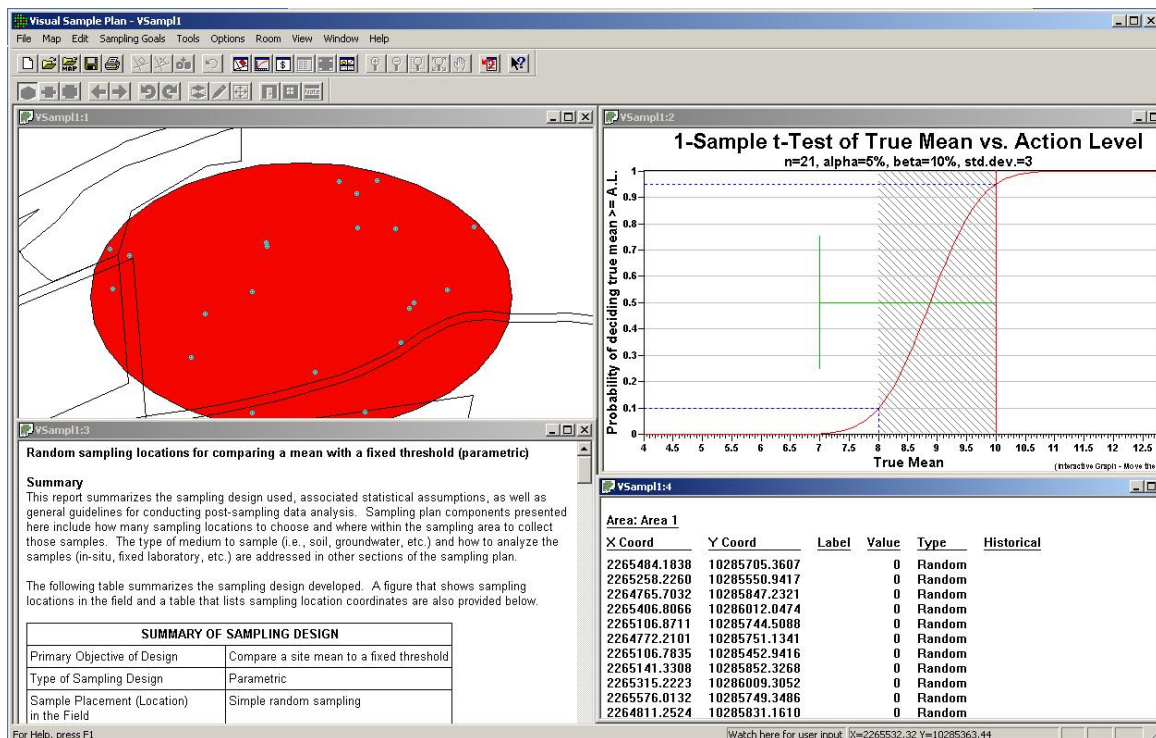 Visual Sample Plan - VSampl1
File Map Edit Sampling Goals Tools Options Room View Window Help
VSampl1:1
VSampl1:2
1-Sample t-Test of True Mean vs. Action Level
n=21, alpha=5%, beta=10%, std.dev.=3
Probability of deciding true mean >= A.L.
1
0.9
0.8
0.7
0.6
0.5
0.4
0.3
0.2
0.1
0
4 4.5 5 5.5 6 6.5 7 7.5 8 8.5 9 9.5 10 10.5 11 11.5 12 12.5
True Mean
(Interactive Graph - Move the
VSampl1:3
Random sampling locations for comparing a mean with a fixed threshold (parametric)
Summary
This report summarizes the sampling design used, associated statistical assumptions, as well as
general guidelines for conducting post-sampling data analysis. Sampling plan components presented
here include how many sampling locations to choose and where within the sampling area to collect
those samples. The type of medium to sample (i.e., soil, groundwater, etc.) and how to analyze the
samples (in-situ, fixed laboratory, etc.) are addressed in other sections of the sampling plan.
The following table summarizes the sampling design developed. A figure that shows sampling
locations in the field and a table that lists sampling location coordinates are also provided below.
SUMMARY OF SAMPLING DESIGN
Primary Objective of Design Compare a site mean to a fixed threshold
Type of Sampling Design Parametric
Sample Placement (Location) Simple random sampling
in the Field
VSampl1:4
Area: Area 1
X Coord Y Coord Label Value Type Historical
2265484.1838 10285705.3607 0 Random
2265258.2260 10285550.9417 0 Random
2264765.7032 10285847.2321 0 Random
2265406.8066 10286012.0474 0 Random
2265106.8711 10285744.5088 0 Random
2264772.2101 10285751.1341 0 Random
2265106.7835 10285452.9416 0 Random
2265141.3308 10285852.3268 0 Random
2265315.2223 10286009.3052 0 Random
2265576.0132 10285749.3486 0 Random
2264811.2524 10285831.1610 0 Random
For Help, press F1
Watch here for user input X=2265532.32 Y=10285363.44